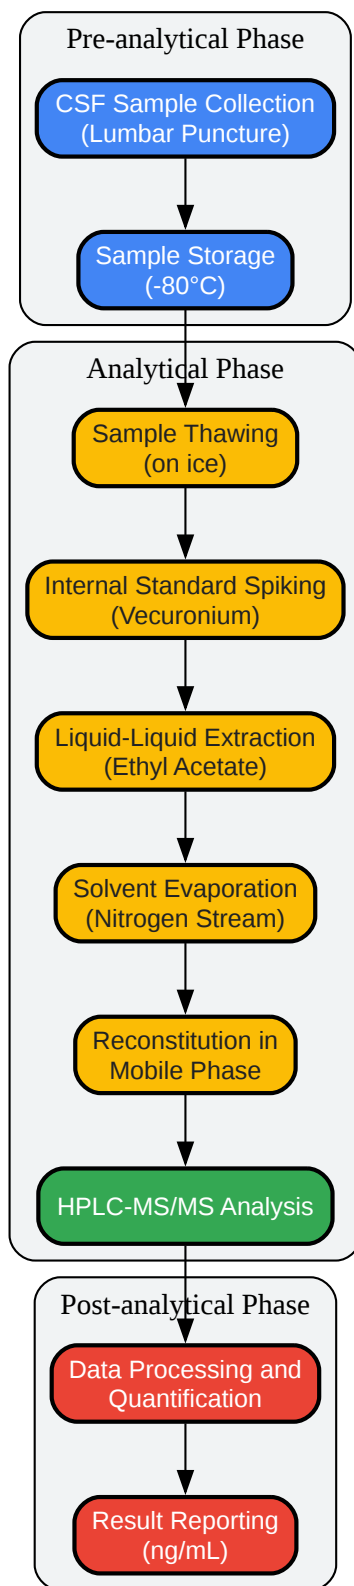 Pre-analytical Phase
CSF Sample Collection
(Lumbar Puncture)
Sample Storage
(-80°C)
Analytical Phase
Sample Thawing
(on ice)
Internal Standard Spiking
(Vecuronium)
Liquid-Liquid Extraction
(Ethyl Acetate)
Solvent Evaporation
(Nitrogen Stream)
Reconstitution in
Mobile Phase
HPLC-MS/MS Analysis
Post-analytical Phase
Data Processing and
Quantification
Result Reporting
(ng/mL)